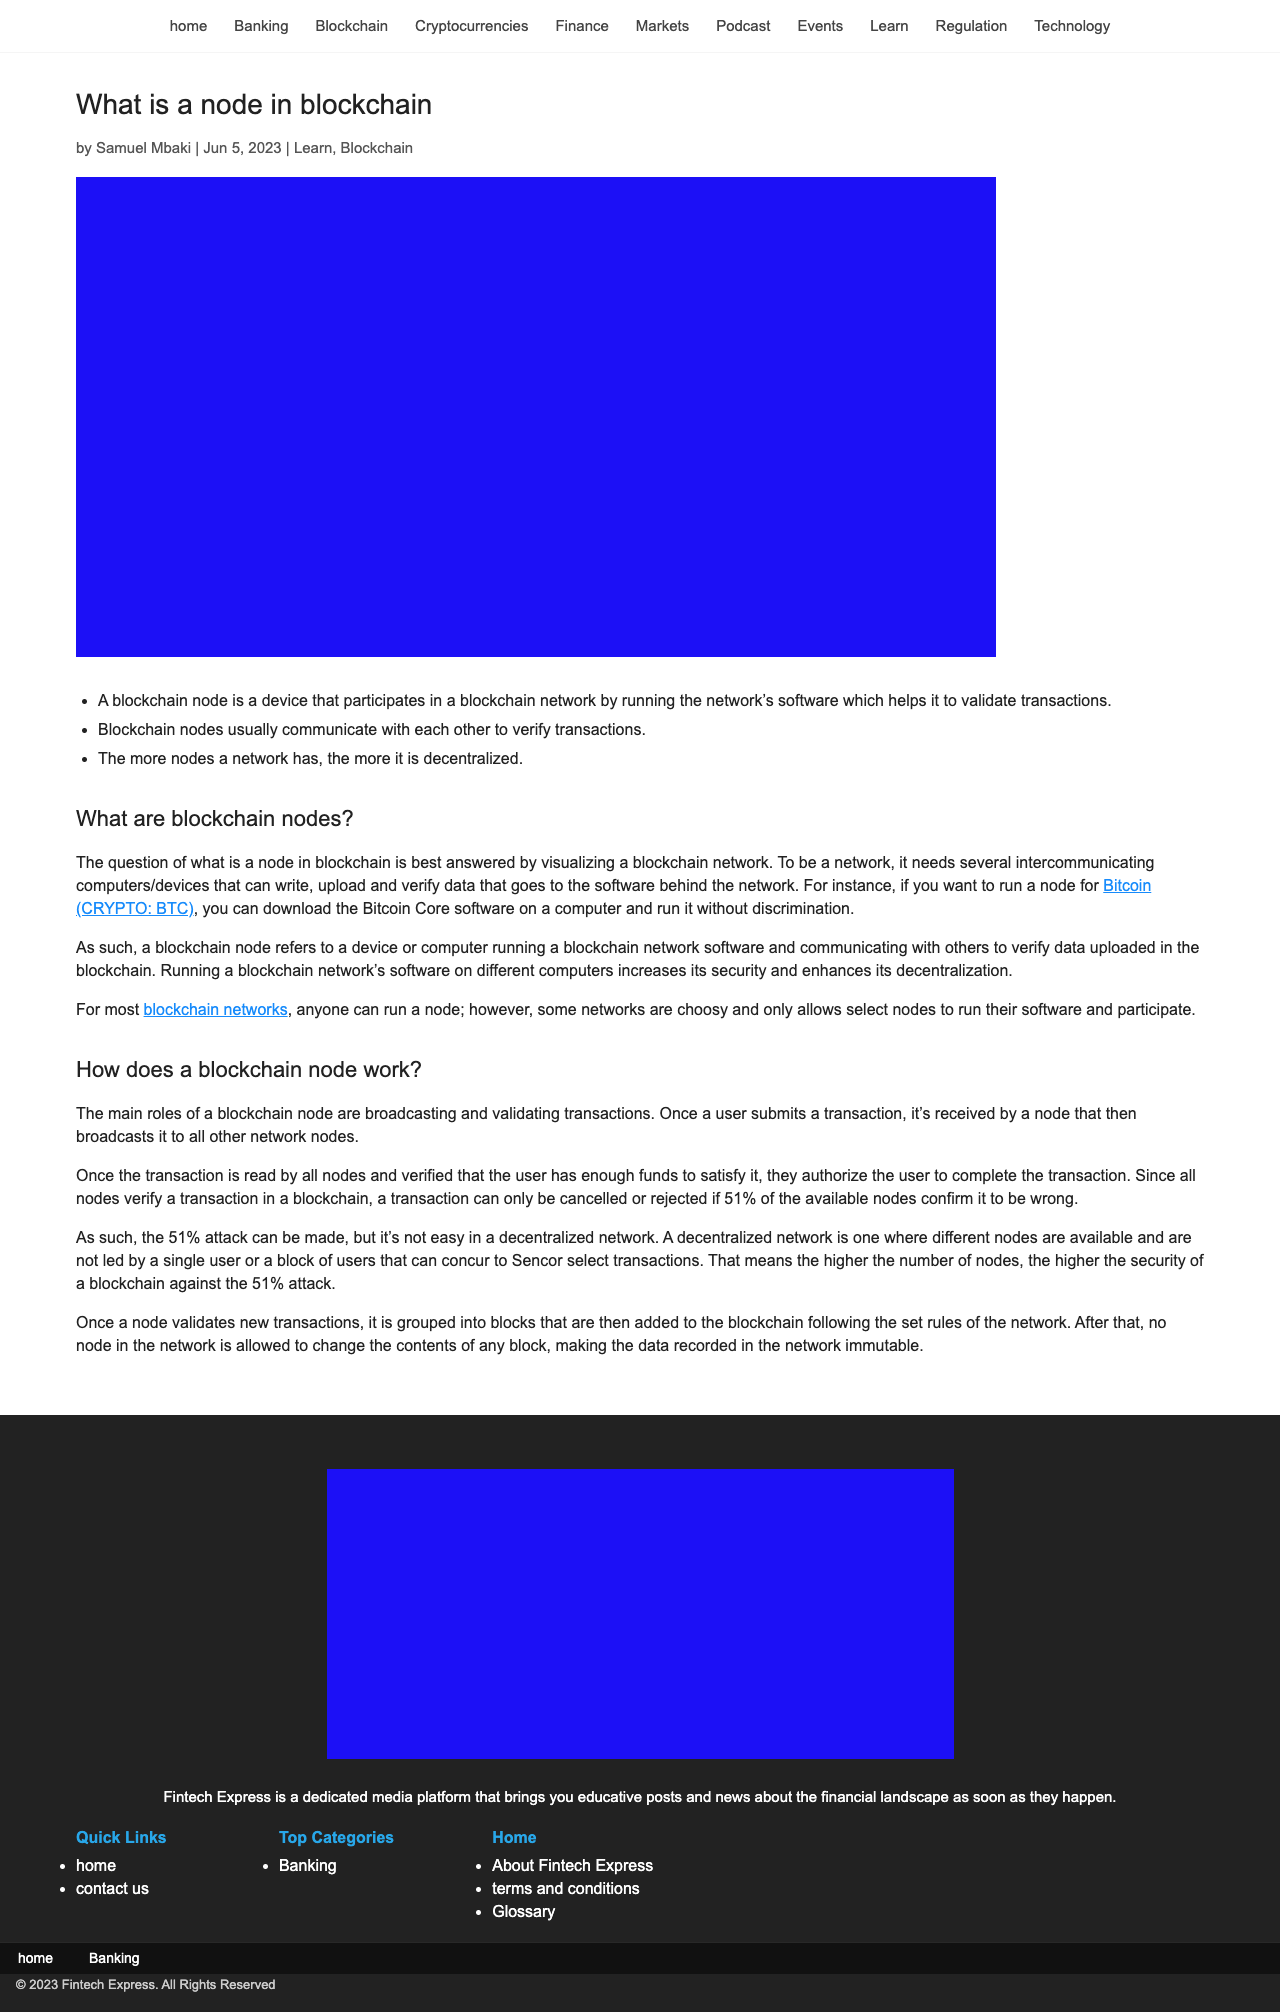 home Banking Blockchain Cryptocurrencies Finance Markets Podcast Events Learn Regulation Technology
What is a node in blockchain
by Samuel Mbaki | Jun 5, 2023 | Learn, Blockchain
• A blockchain node is a device that participates in a blockchain network by running the network’s software which helps it to validate transactions.
• Blockchain nodes usually communicate with each other to verify transactions.
• The more nodes a network has, the more it is decentralized.
What are blockchain nodes?
The question of what is a node in blockchain is best answered by visualizing a blockchain network. To be a network, it needs several intercommunicating
computers/devices that can write, upload and verify data that goes to the software behind the network. For instance, if you want to run a node for Bitcoin
(CRYPTO: BTC), you can download the Bitcoin Core software on a computer and run it without discrimination.
As such, a blockchain node refers to a device or computer running a blockchain network software and communicating with others to verify data uploaded in the
blockchain. Running a blockchain network’s software on different computers increases its security and enhances its decentralization.
For most blockchain networks, anyone can run a node; however, some networks are choosy and only allows select nodes to run their software and participate.
How does a blockchain node work?
The main roles of a blockchain node are broadcasting and validating transactions. Once a user submits a transaction, it’s received by a node that then
broadcasts it to all other network nodes.
Once the transaction is read by all nodes and verified that the user has enough funds to satisfy it, they authorize the user to complete the transaction. Since all
nodes verify a transaction in a blockchain, a transaction can only be cancelled or rejected if 51% of the available nodes confirm it to be wrong.
As such, the 51% attack can be made, but it’s not easy in a decentralized network. A decentralized network is one where different nodes are available and are
not led by a single user or a block of users that can concur to Sencor select transactions. That means the higher the number of nodes, the higher the security of
a blockchain against the 51% attack.
Once a node validates new transactions, it is grouped into blocks that are then added to the blockchain following the set rules of the network. After that, no
node in the network is allowed to change the contents of any block, making the data recorded in the network immutable.
Fintech Express is a dedicated media platform that brings you educative posts and news about the financial landscape as soon as they happen.
Quick Links
• home
• contact us
Top Categories
• Banking
Home
• About Fintech Express
• terms and conditions
• Glossary
home Banking
© 2023 Fintech Express. All Rights Reserved